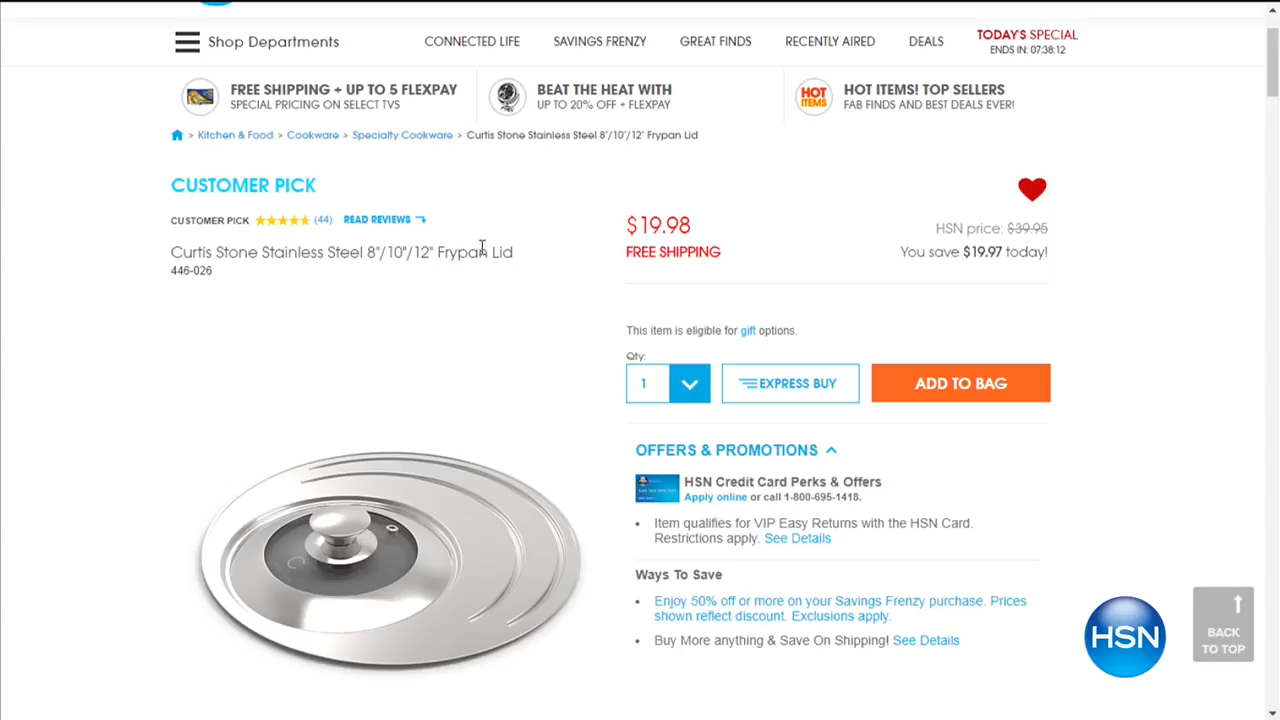 Shop Departments
CONNECTED LIFE
SAVINGS FRENZY
GREAT FINDS
RECENTLY AIRED
DEALS
TODAY'S SPECIAL
ENDS IN: 07:38:12
FREE SHIPPING + UP TO 5 FLEXPAY
SPECIAL PRICING ON SELECT TVS
BEAT THE HEAT WITH
UP TO 20% OFF + FLEXPAY
HOT ITEMS
HOT ITEMS! TOP SELLERS
FAB FINDS AND BEST DEALS EVER!
> Kitchen & Food > Cookware > Specialty Cookware > Curtis Stone Stainless Steel 8"/10"/12" Frypan Lid
CUSTOMER PICK
CUSTOMER PICK (44) READ REVIEWS
Curtis Stone Stainless Steel 8"/10"/12" Frypan Lid
446-026
$19.98
FREE SHIPPING
HSN price: $39.95
You save $19.97 today!
This item is eligible for gift options.
Qty:
1
EXPRESS BUY
ADD TO BAG
OFFERS & PROMOTIONS
HSN Credit Card Perks & Offers
Apply online or call 1-800-695-1418.
• Item qualifies for VIP Easy Returns with the HSN Card.
Restrictions apply. See Details
Ways To Save
• Enjoy 50% off or more on your Savings Frenzy purchase. Prices
shown reflect discount. Exclusions apply.
• Buy More anything & Save On Shipping! See Details
HSN
BACK
TO TOP